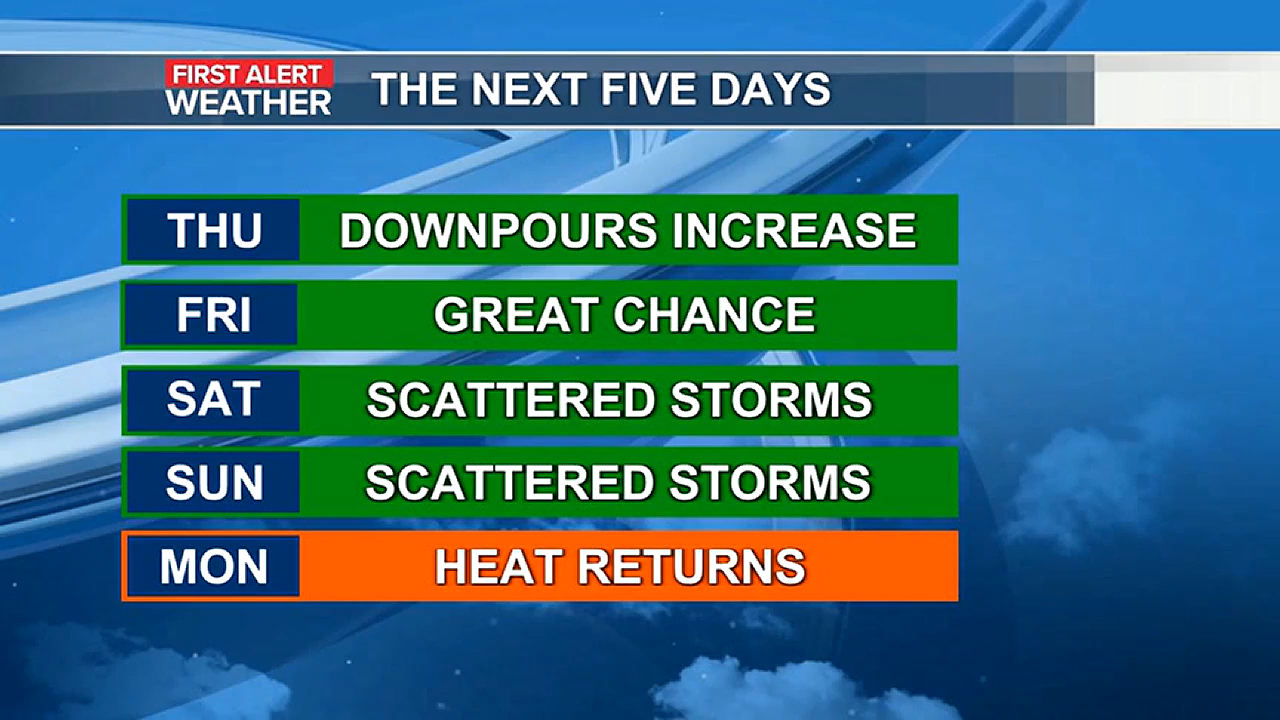 FIRST ALERT
WEATHER
THE NEXT FIVE DAYS
THU DOWNPOURS INCREASE
FRI GREAT CHANCE
SAT SCATTERED STORMS
SUN SCATTERED STORMS
MON HEAT RETURNS